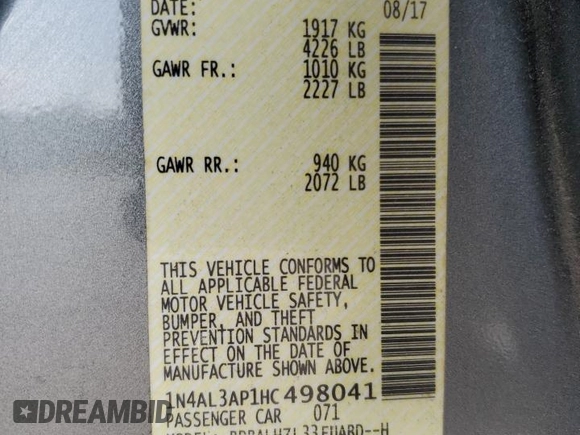 DATE: 08/17
GVWR: 1917 KG
4226 LB
GAWR FR.: 1010 KG
2227 LB
GAWR RR.: 940 KG
2072 LB
THIS VEHICLE CONFORMS TO
ALL APPLICABLE FEDERAL
MOTOR VEHICLE SAFETY,
BUMPER, AND THEFT
PREVENTION STANDARDS IN
EFFECT ON THE DATE OF
MANUFACTURE SHOWN ABOVE.
1N4AL3AP1HC498041
PASSENGER CAR 071
DREAMBID